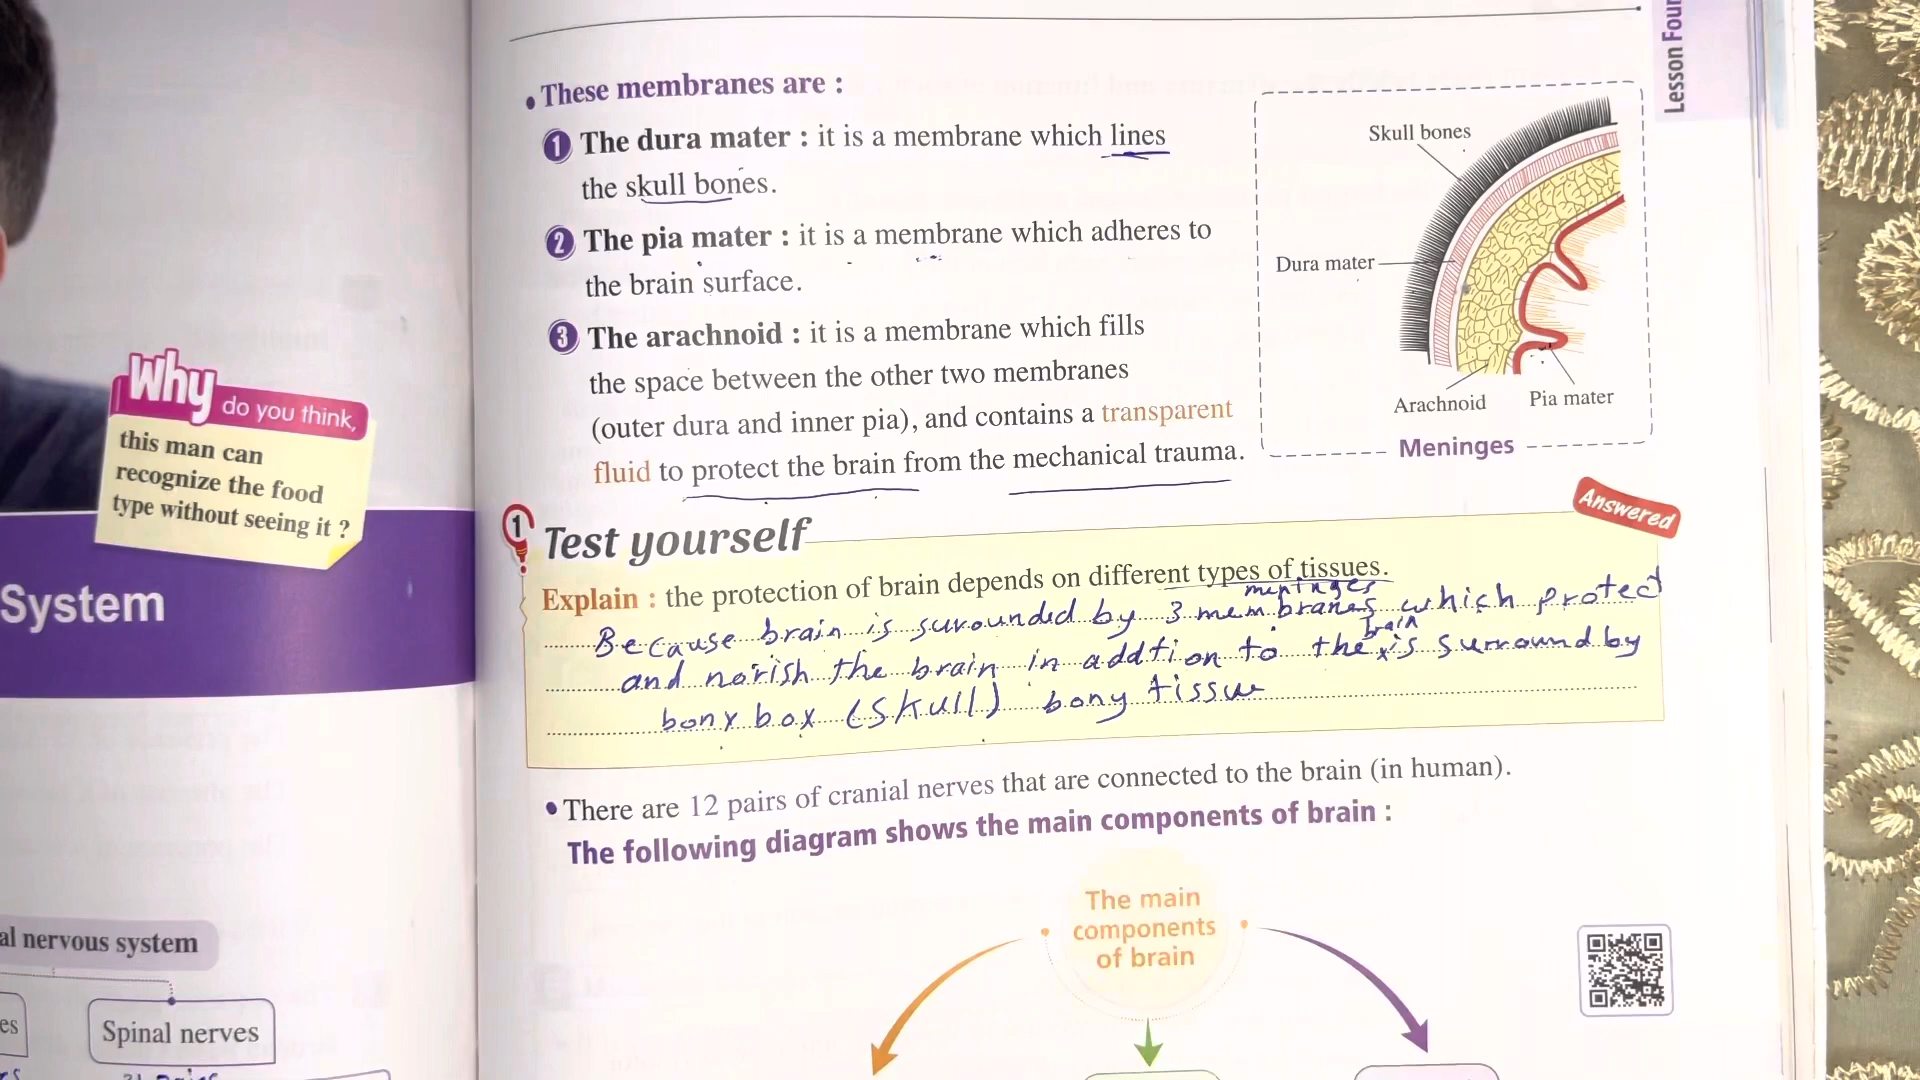 Lesson Four
• These membranes are :
1 The dura mater : it is a membrane which lines
the skull bones.
2 The pia mater : it is a membrane which adheres to
the brain surface.
3 The arachnoid : it is a membrane which fills
the space between the other two membranes
(outer dura and inner pia), and contains a transparent
fluid to protect the brain from the mechanical trauma.
Skull bones
Dura mater
Arachnoid
Pia mater
Meninges
Why do you think,
this man can
recognize the food
type without seeing it ?
System
1 Test yourself
Answered
Explain : the protection of brain depends on different types of tissues.
meninges
Because brain is surounded by 3 membranes which protect
brain
and norish the brain in addtion to the x is surround by
bony box (skull) bony tissue
• There are 12 pairs of cranial nerves that are connected to the brain (in human).
The following diagram shows the main components of brain :
The main
components
of brain
al nervous system
es
Spinal nerves